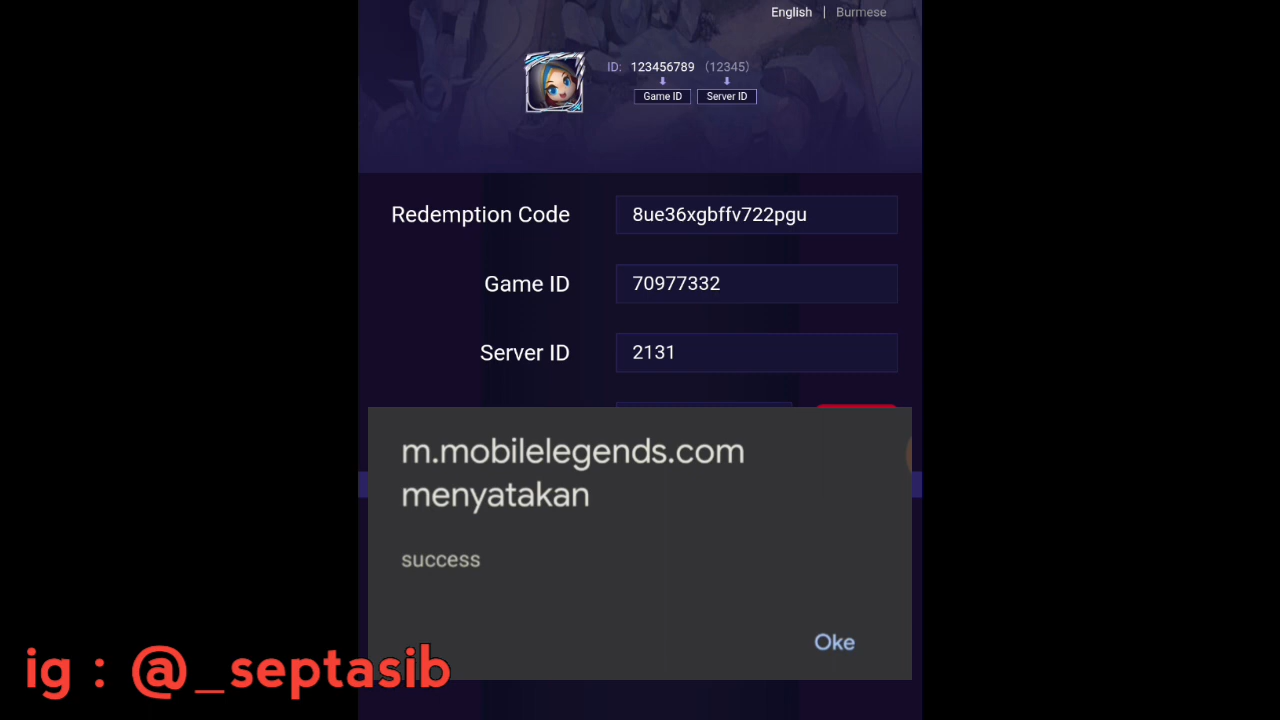 English | Burmese
ID: 123456789 (12345)
Game ID Server ID
Redemption Code 8ue36xgbffv722pgu
Game ID 70977332
Server ID 2131
m.mobilelegends.com
menyatakan
success
Oke
ig : @_septasib